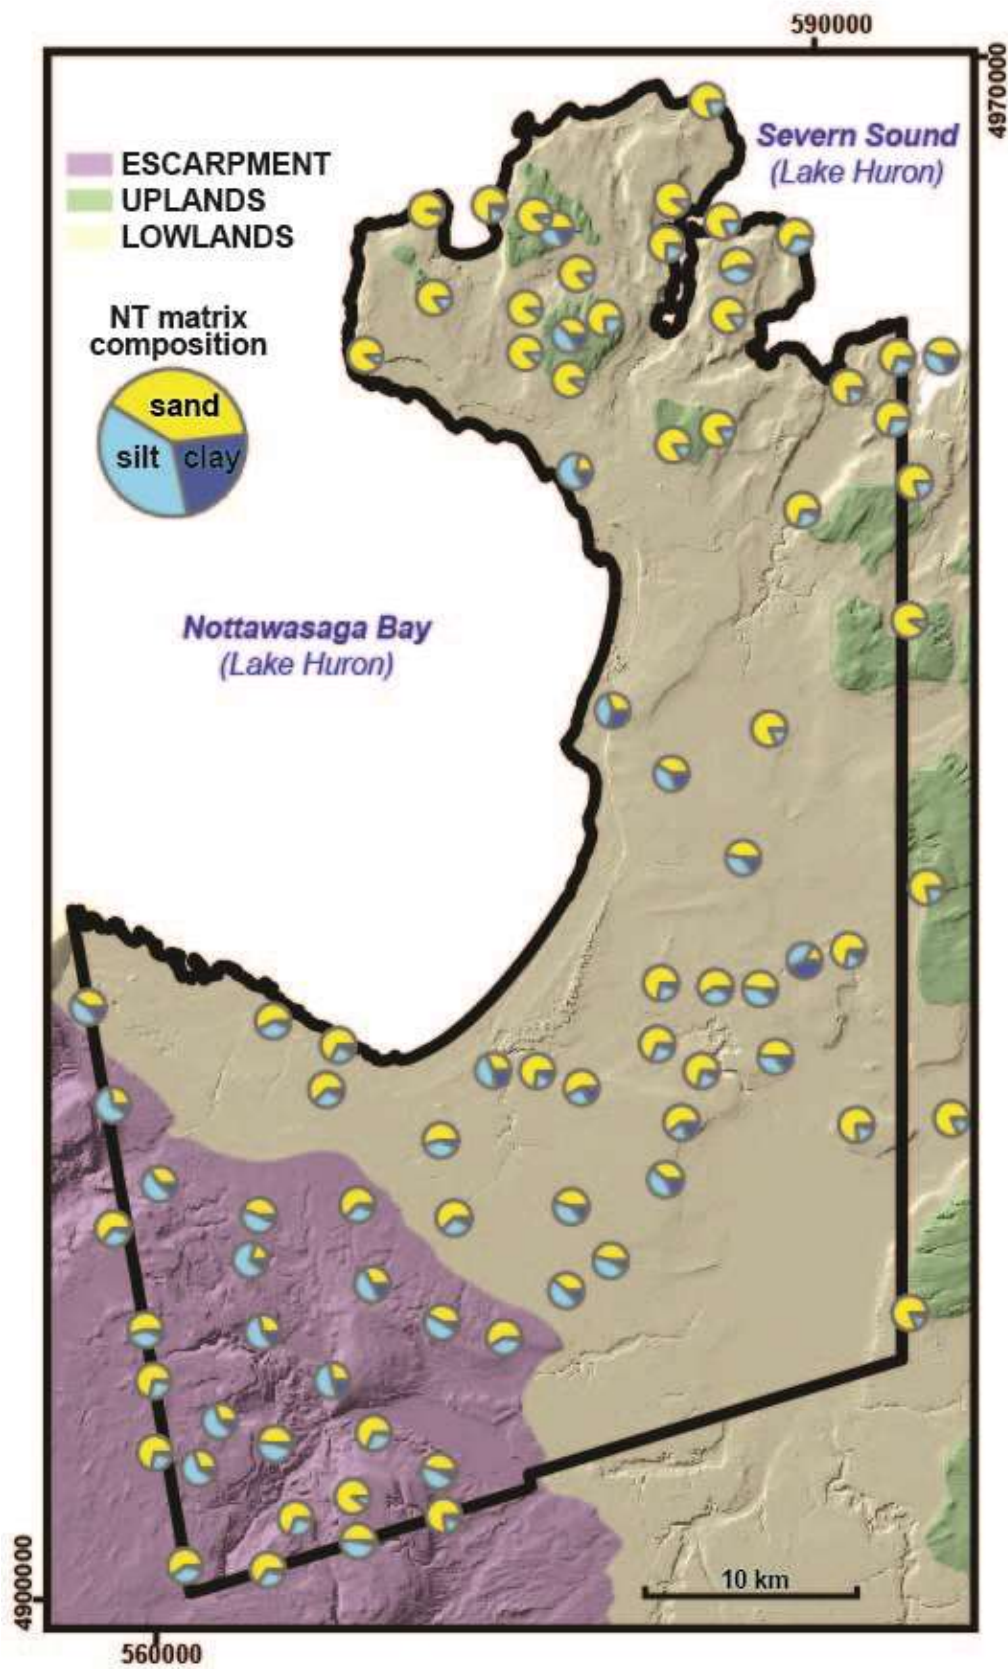 590000
4970000
Severn Sound
(Lake Huron)
ESCARPMENT
UPLANDS
LOWLANDS
NT matrix
composition
sand
silt
clay
Nottawasaga Bay
(Lake Huron)
10 km
4900000
560000